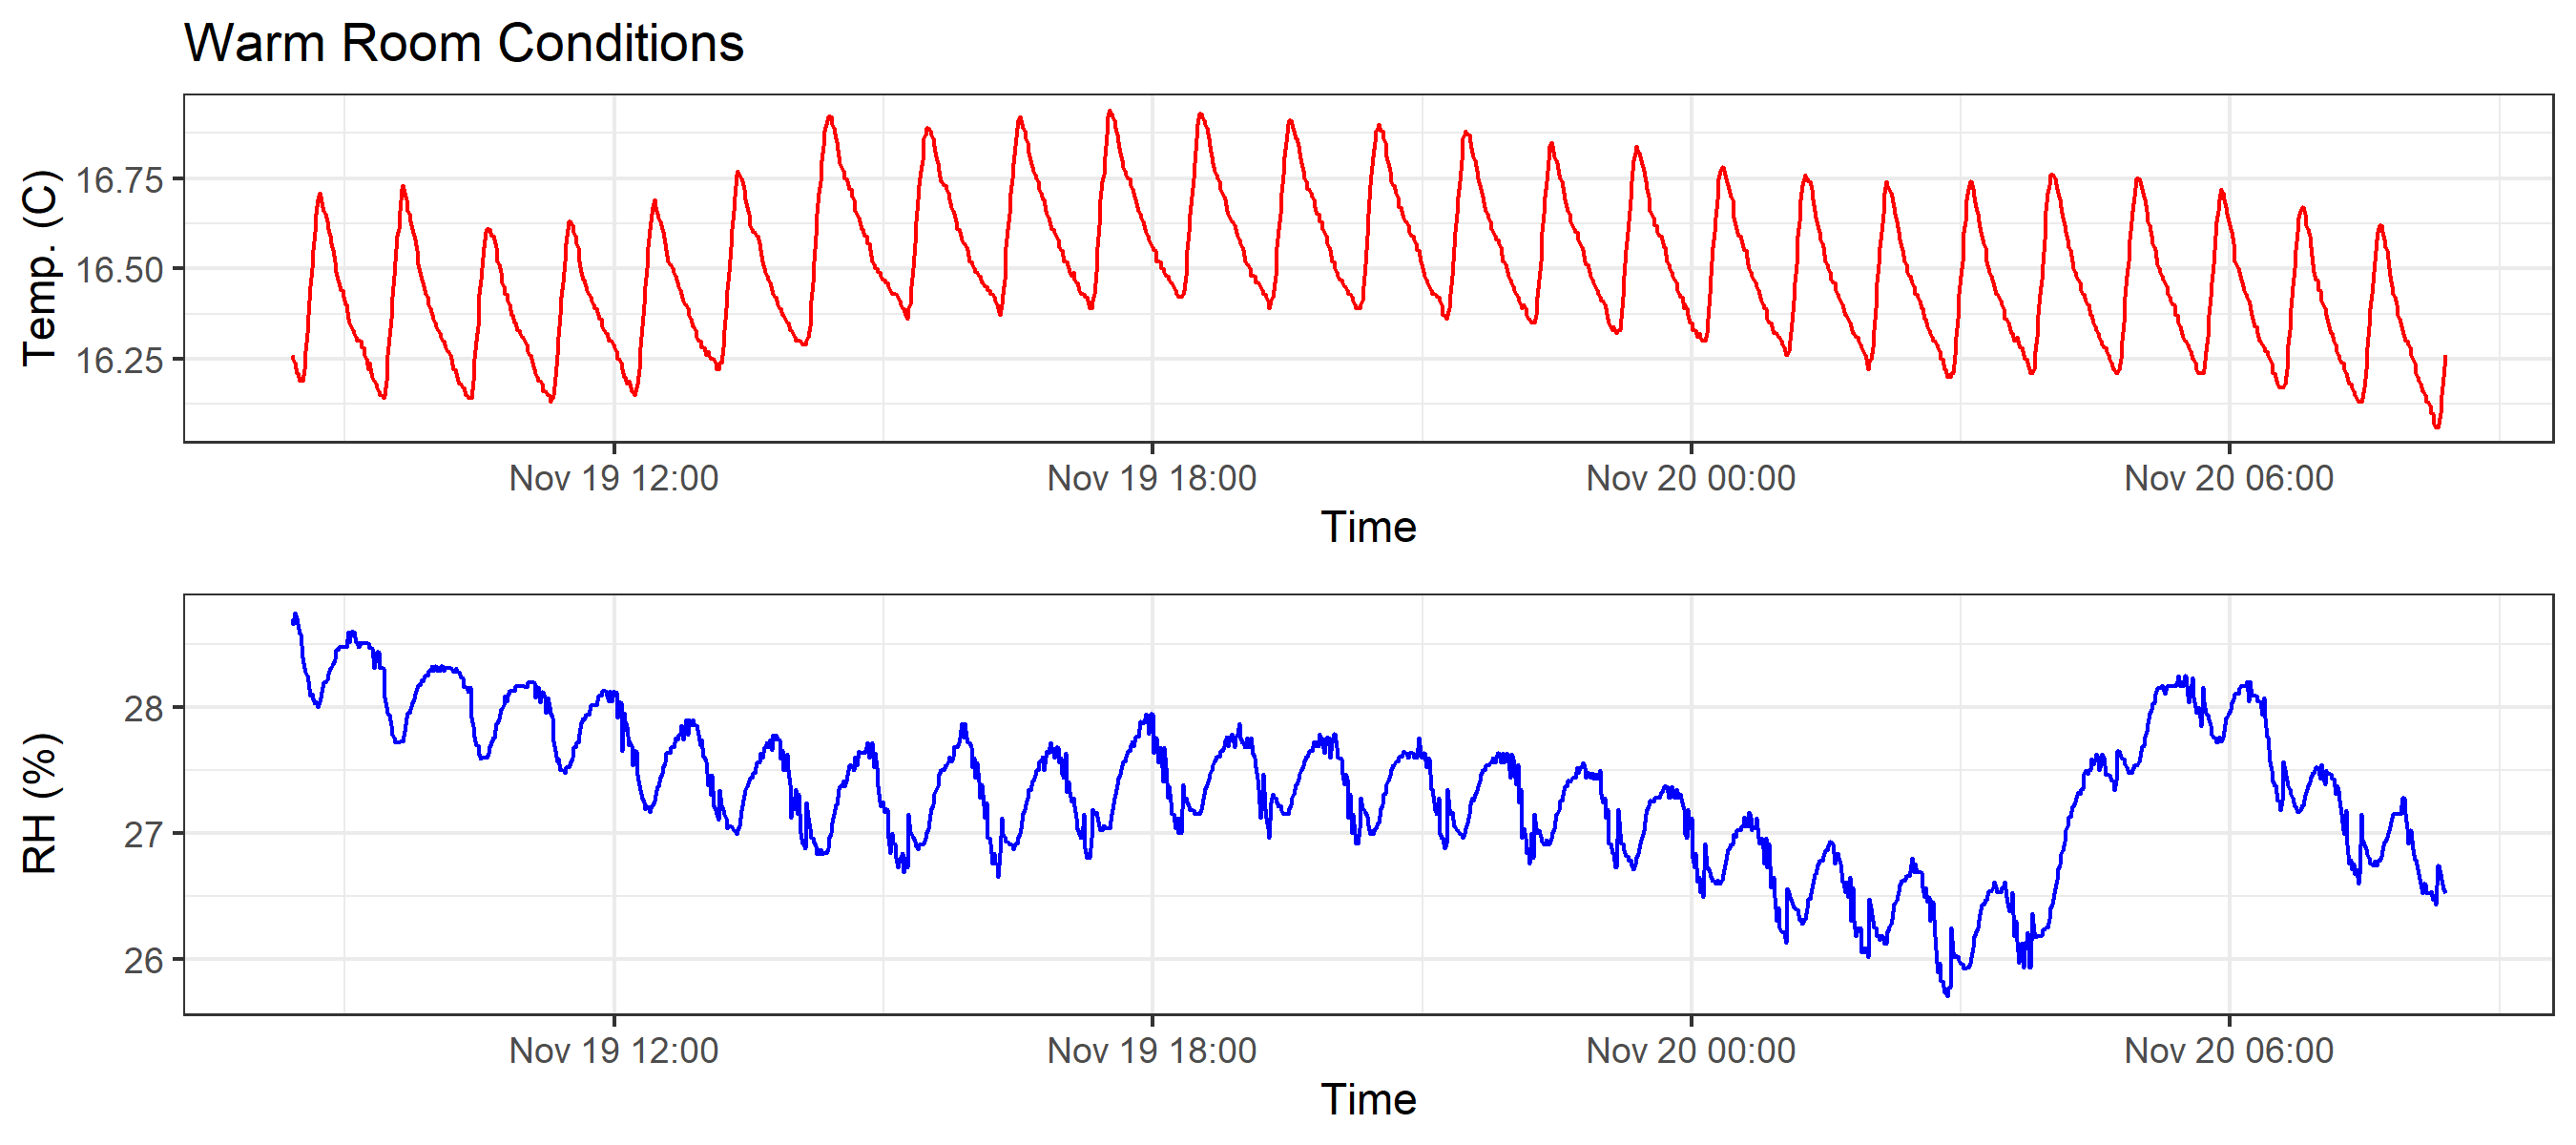 Warm Room Conditions
Temp. (C)
16.75
16.50
16.25
Nov 19 12:00 Nov 19 18:00 Nov 20 00:00 Nov 20 06:00
Time
RH (%)
28
27
26
Nov 19 12:00 Nov 19 18:00 Nov 20 00:00 Nov 20 06:00
Time